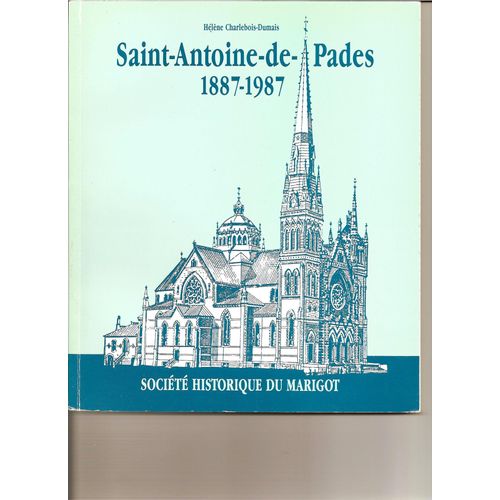 Hélène Charlebois-Dumais
Saint-Antoine-de-Pades
1887-1987
SOCIÉTÉ HISTORIQUE DU MARIGOT